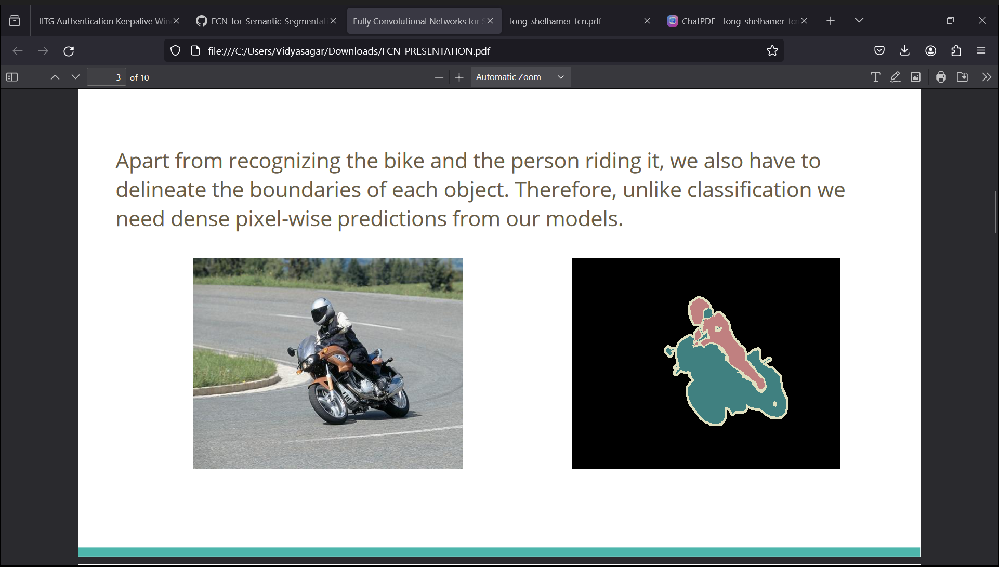 IITG Authentication Keepalive Win
FCN-for-Semantic-Segmentati
Fully Convolutional Networks for S
long_shelhamer_fcn.pdf
ChatPDF - long_shelhamer_fcn
file:///C:/Users/Vidyasagar/Downloads/FCN_PRESENTATION.pdf
3 of 10
Automatic Zoom
Apart from recognizing the bike and the person riding it, we also have to
delineate the boundaries of each object. Therefore, unlike classification we
need dense pixel-wise predictions from our models.